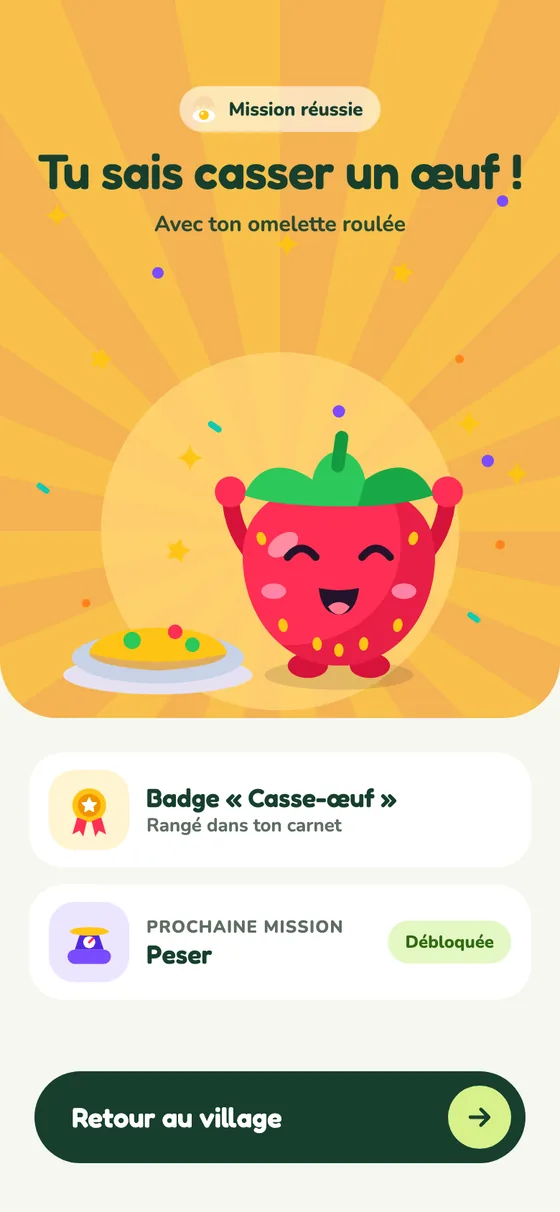 Mission réussie
Tu sais casser un œuf !
Avec ton omelette roulée
Badge « Casse-œuf »
Rangé dans ton carnet
PROCHAINE MISSION
Peser
Débloquée
Retour au village